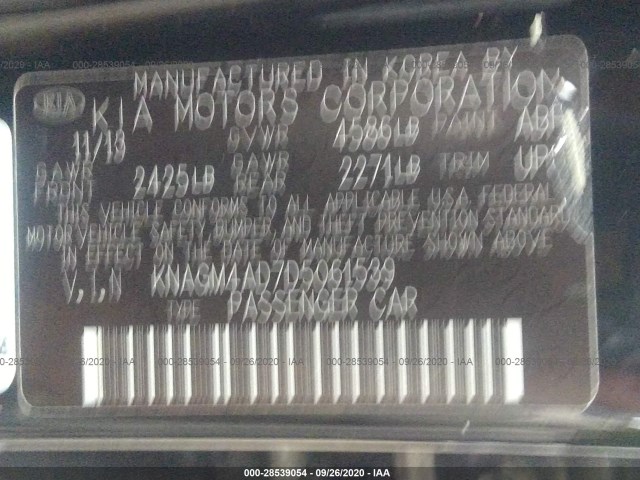 MANUFACTURED IN KOREA BY
KIA KIA MOTORS CORPORATION
11/13 GVWR 4586LB PAINT ABP
GAWR FRONT 2425LB GAWR REAR 2271LB TRIM UP
THIS VEHICLE CONFORMS TO ALL APPLICABLE U.S.A. FEDERAL
MOTOR VEHICLE SAFETY, BUMPER AND THEFT PREVENTION STANDARDS
IN EFFECT ON THE DATE OF MANUFACTURE SHOWN ABOVE
V.I.N KNAGM4AD7D5061539
TYPE PASSENGER CAR
000-28539054 - 09/26/2020 - IAA